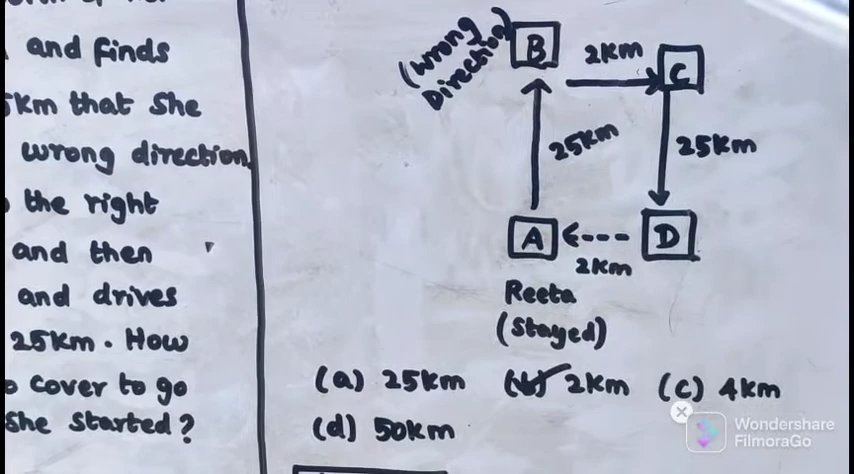 and finds
5km that she
wrong direction.
the right
and then
and drives
25km. How
cover to go
she started?
(wrong
Direction)
B
2km
C
25km
25km
A
D
2km
Reeta
(Stayed)
(a) 25km (b) 2km (c) 4km
(d) 50km
Wondershare
FilmoraGo